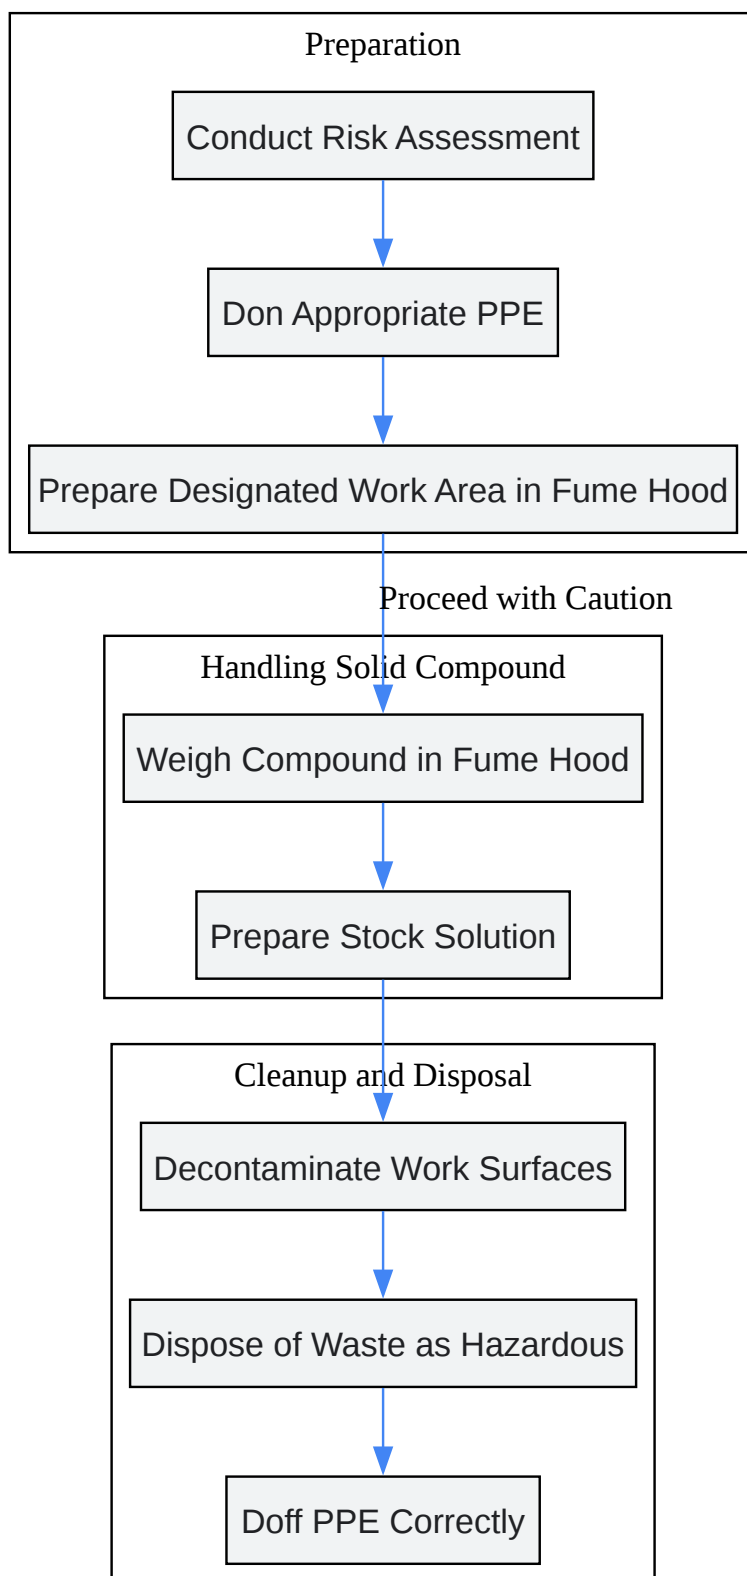 Preparation
Conduct Risk Assessment
Don Appropriate PPE
Prepare Designated Work Area in Fume Hood
Proceed with Caution
Handling Solid Compound
Weigh Compound in Fume Hood
Prepare Stock Solution
Cleanup and Disposal
Decontaminate Work Surfaces
Dispose of Waste as Hazardous
Doff PPE Correctly